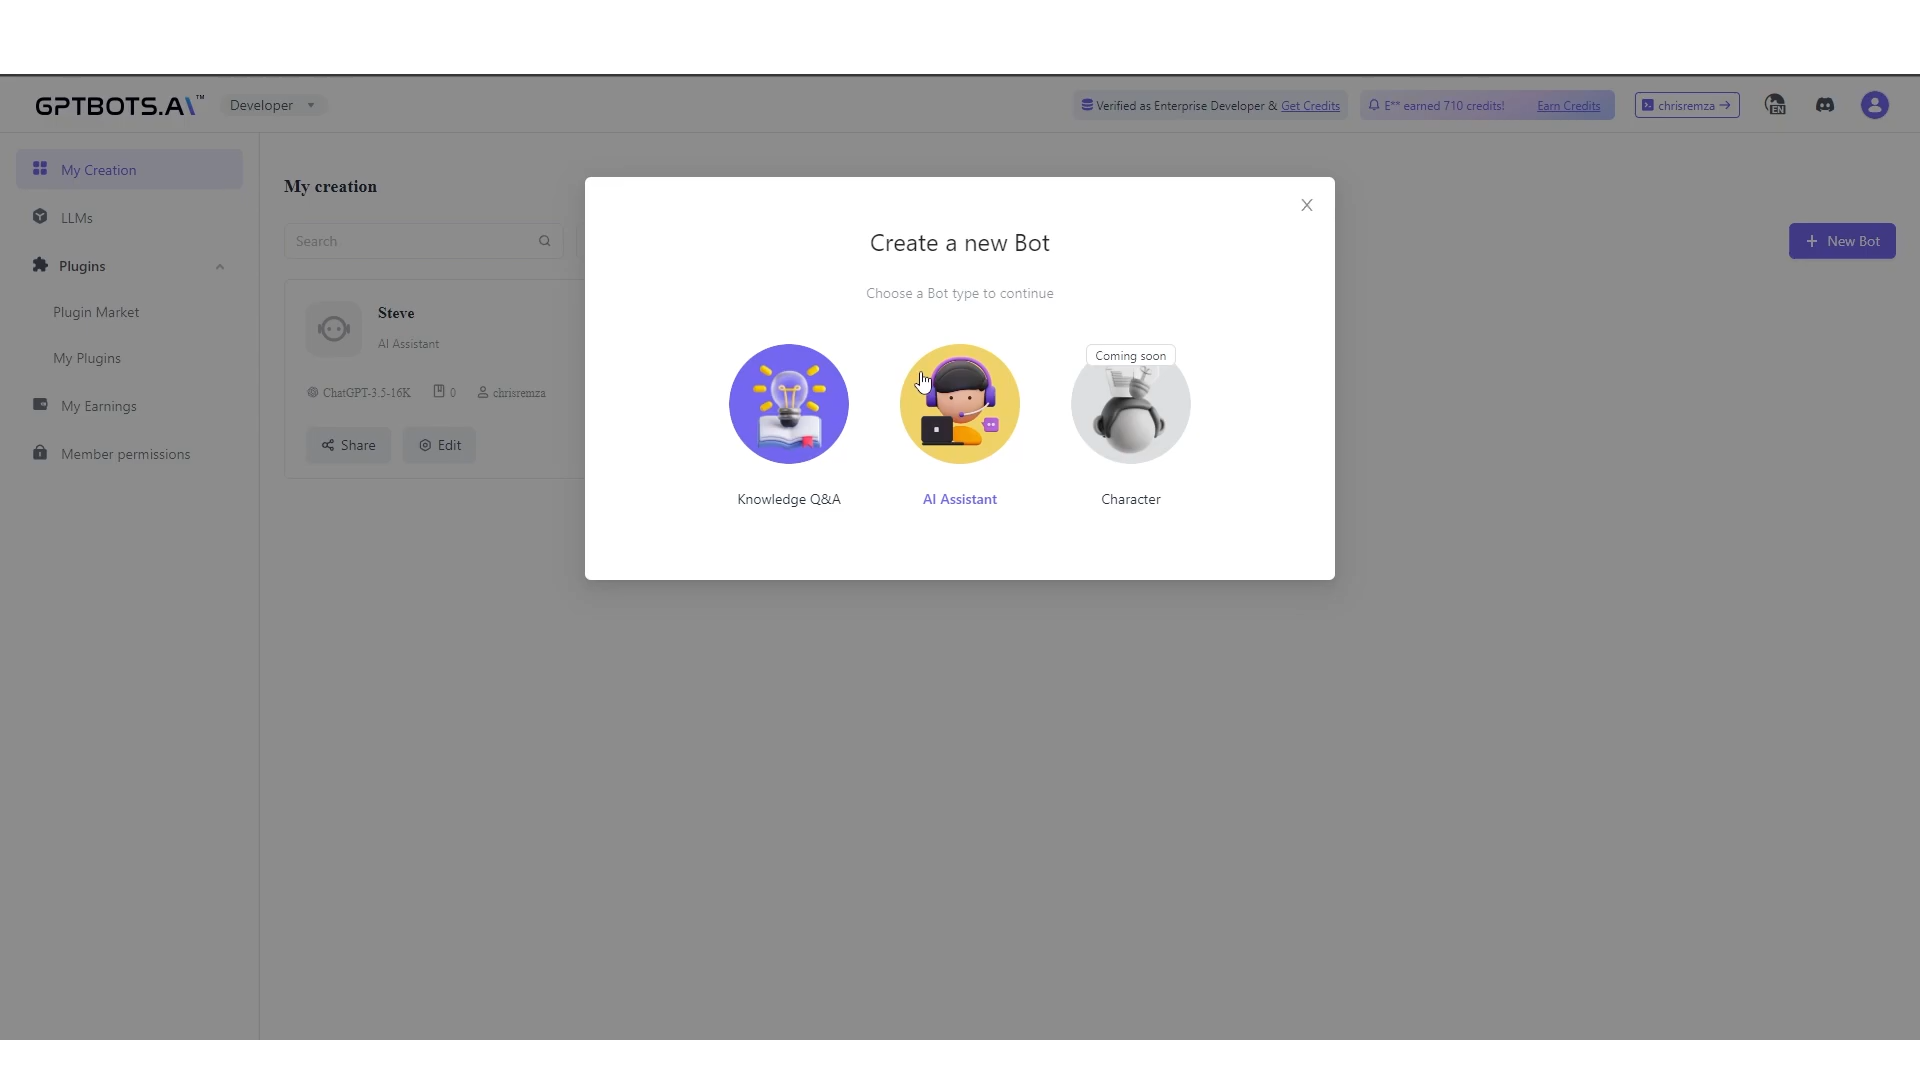 GPTBOTS.AI™
Developer
Verified as Enterprise Developer & Get Credits
E** earned 710 credits!
Earn Credits
chrisremza
EN
My Creation
LLMs
Plugins
Plugin Market
My Plugins
My Earnings
Member permissions
My creation
Search
New Bot
Steve
AI Assistant
ChatGPT-3.5-16K
0
chrisremza
Share
Edit
Create a new Bot
Choose a Bot type to continue
Coming soon
Knowledge Q&A
AI Assistant
Character